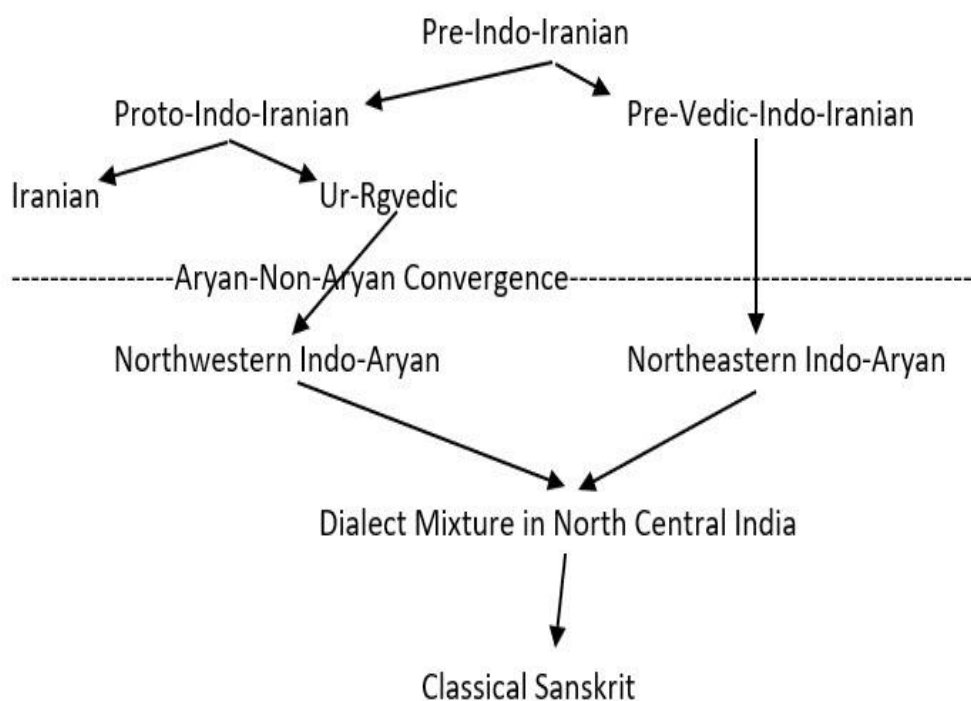 Pre-Indo-Iranian
Proto-Indo-Iranian Pre-Vedic-Indo-Iranian
Iranian Ur-Rgvedic
-----------------Aryan-Non-Aryan Convergence------------------------------------------
Northwestern Indo-Aryan Northeastern Indo-Aryan
Dialect Mixture in North Central India
Classical Sanskrit